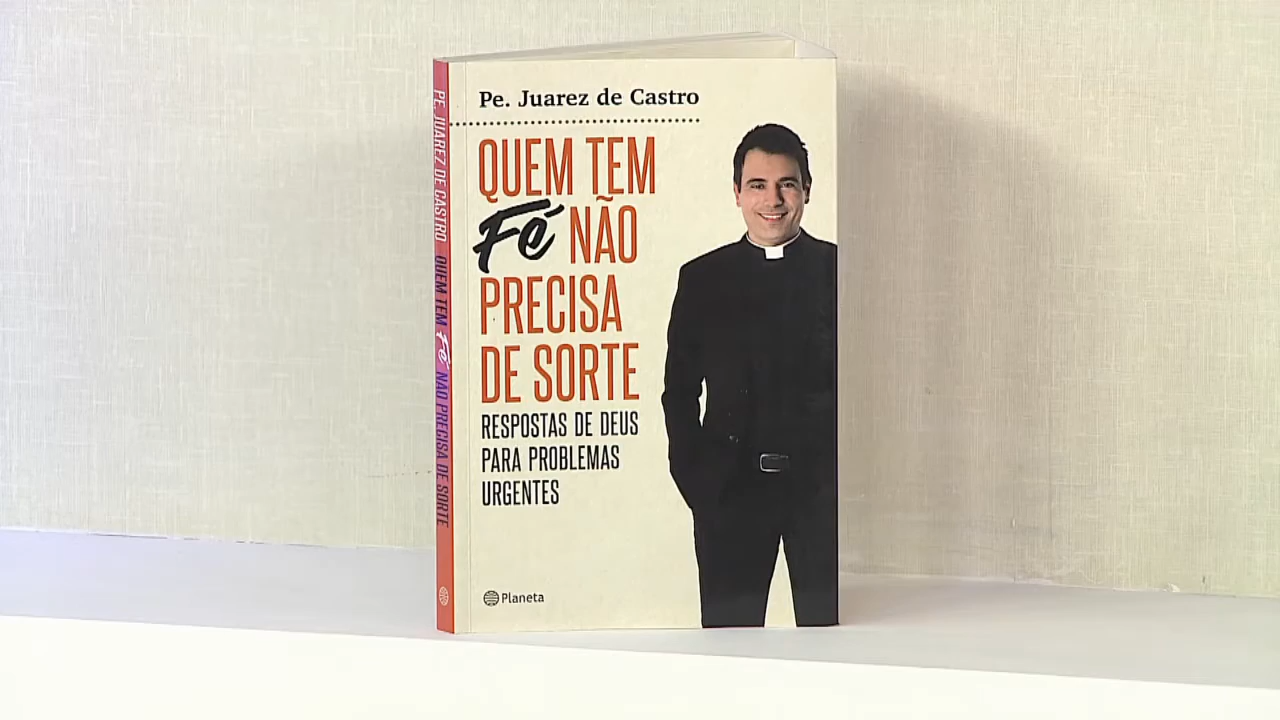 Pe. Juarez de Castro
QUEM TEM
Fé NÃO
PRECISA
DE SORTE
RESPOSTAS DE DEUS
PARA PROBLEMAS
URGENTES
Planeta
PE. JUAREZ DE CASTRO QUEM TEM Fé NÃO PRECISA DE SORTE